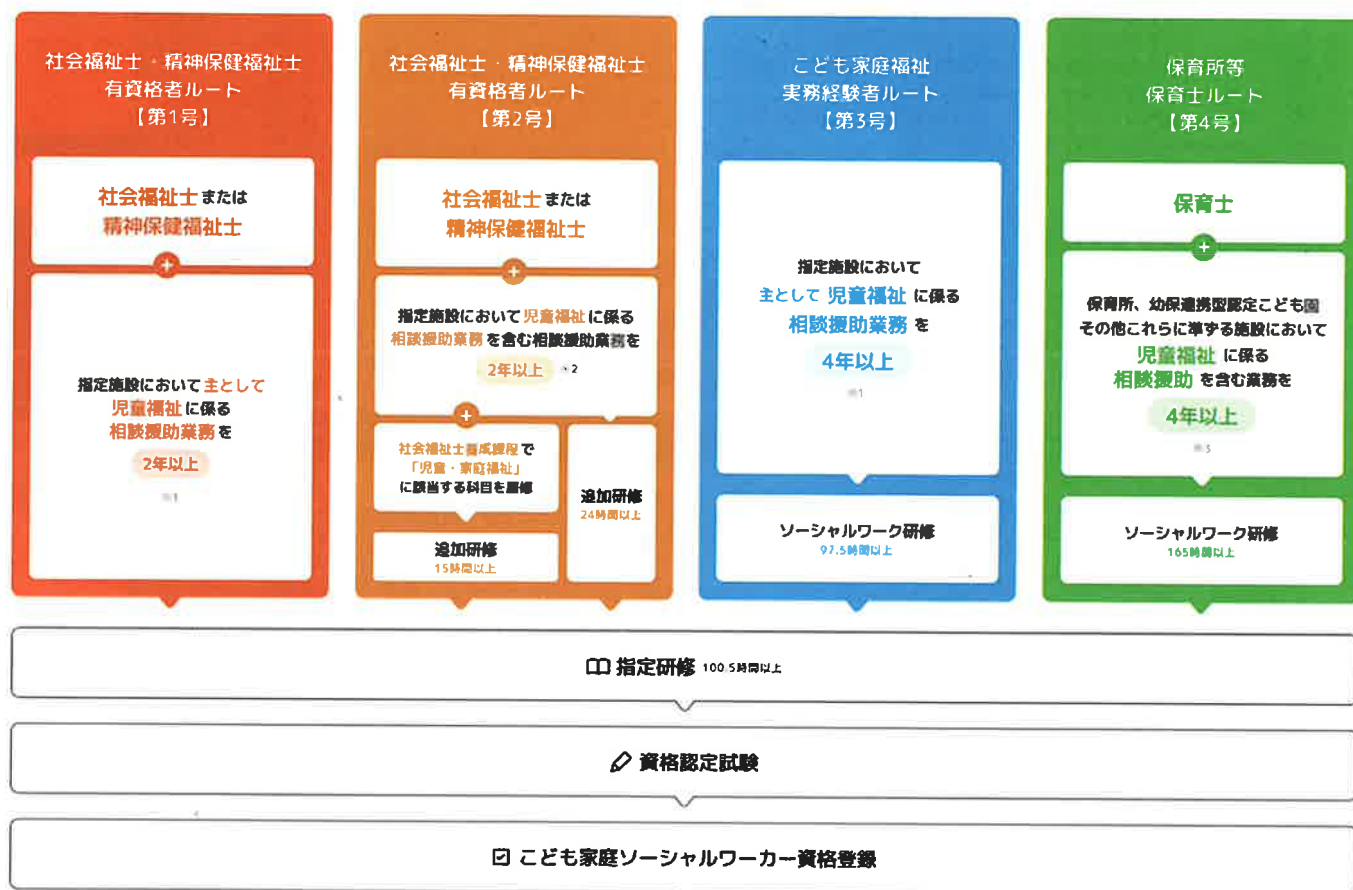 社会福祉士・精神保健福祉士
有資格者ルート
【第1号】
社会福祉士 または
精神保健福祉士
+
指定施設において 主として
児童福祉 に係る
相談援助業務 を
2年以上
※1
社会福祉士・精神保健福祉士
有資格者ルート
【第2号】
社会福祉士 または
精神保健福祉士
+
指定施設において 児童福祉 に係る
相談援助業務 を含む相談援助業務を
2年以上 ※2
+
社会福祉士養成課程 で
「児童・家庭福祉」
に該当する科目を履修
追加研修
15時間以上
追加研修
24時間以上
こども家庭福祉
実務経験者ルート
【第3号】
指定施設において
主として 児童福祉 に係る
相談援助業務 を
4年以上
※1
ソーシャルワーク研修
97.5時間以上
保育所等
保育士ルート
【第4号】
保育士
+
保育所、幼保連携型認定こども園
その他これらに準ずる施設において
児童福祉 に係る
相談援助 を含む業務を
4年以上
※3
ソーシャルワーク研修
165時間以上
指定研修 100.5時間以上
資格認定試験
こども家庭ソーシャルワーカー資格登録